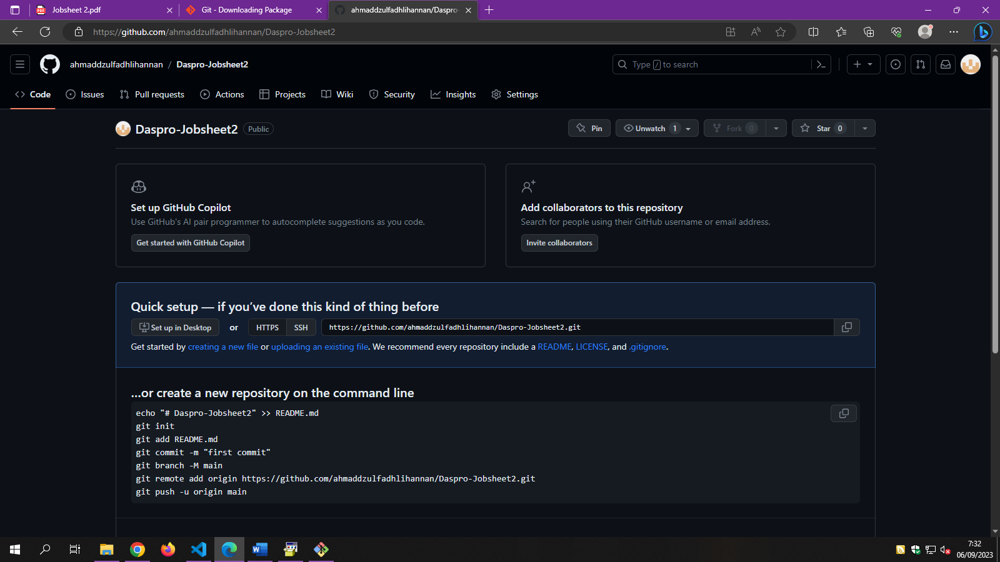 Jobsheet 2.pdf
Git - Downloading Package
ahmaddzulfadhlihannan/Daspro-
https://github.com/ahmaddzulfadhlihannan/Daspro-Jobsheet2
ahmaddzulfadhlihannan / Daspro-Jobsheet2
Type / to search
Code
Issues
Pull requests
Actions
Projects
Wiki
Security
Insights
Settings
Daspro-Jobsheet2 Public
Pin
Unwatch 1
Fork 0
Star 0
Set up GitHub Copilot
Use GitHub's AI pair programmer to autocomplete suggestions as you code.
Get started with GitHub Copilot
Add collaborators to this repository
Search for people using their GitHub username or email address.
Invite collaborators
Quick setup — if you’ve done this kind of thing before
Set up in Desktop or HTTPS SSH https://github.com/ahmaddzulfadhlihannan/Daspro-Jobsheet2.git
Get started by creating a new file or uploading an existing file. We recommend every repository include a README, LICENSE, and .gitignore.
…or create a new repository on the command line
echo "# Daspro-Jobsheet2" >> README.md
git init
git add README.md
git commit -m "first commit"
git branch -M main
git remote add origin https://github.com/ahmaddzulfadhlihannan/Daspro-Jobsheet2.git
git push -u origin main
7:32
06/09/2023